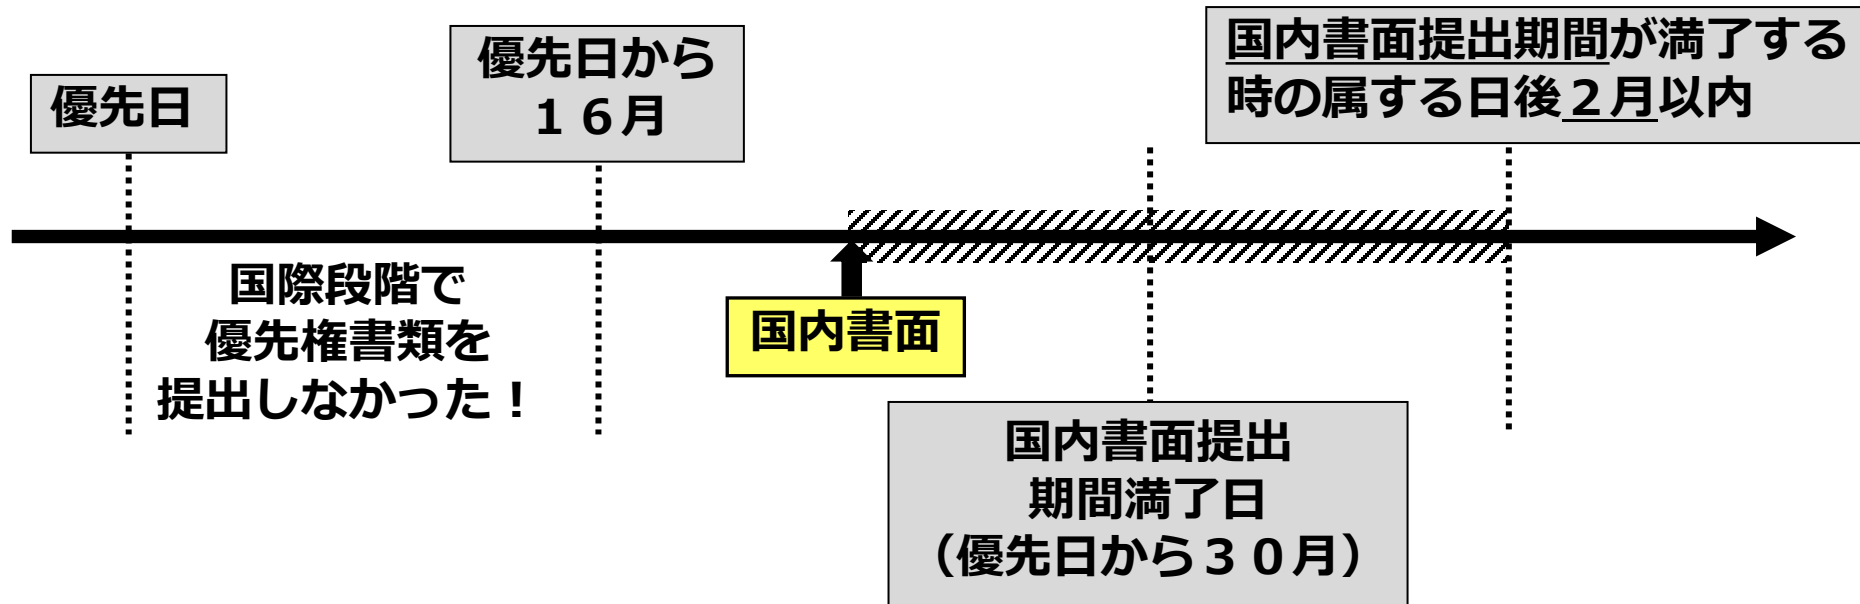 優先日
優先日から
１６月
国内書面提出期間が満了する
時の属する日後２月以内
国際段階で
優先権書類を
提出しなかった！
国内書面
国内書面提出
期間満了日
（優先日から３０月）